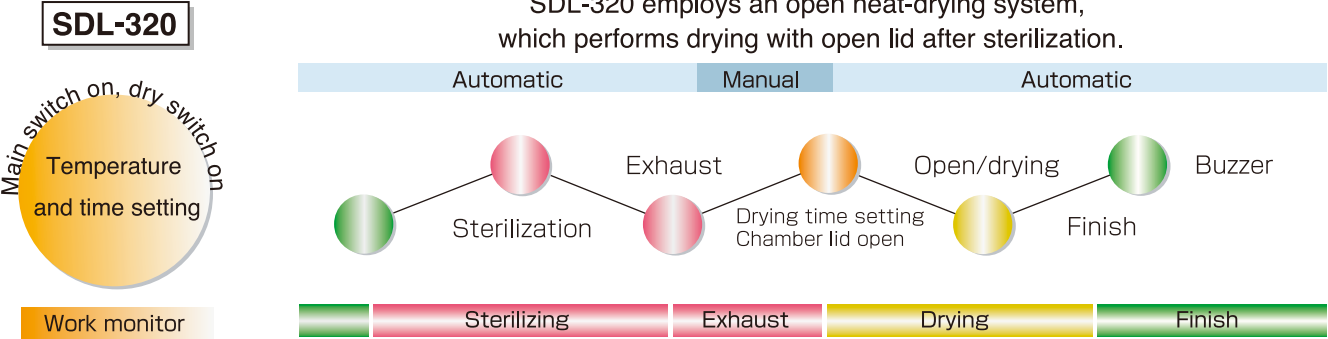 SDL-320
SDL-320 employs an open heat-drying system,
which performs drying with open lid after sterilization.
Main switch on, dry switch on
Temperature
and time setting
Work monitor
Automatic Manual Automatic
Sterilization
Exhaust
Drying time setting
Chamber lid open
Open/drying
Finish
Buzzer
Sterilizing Exhaust Drying Finish